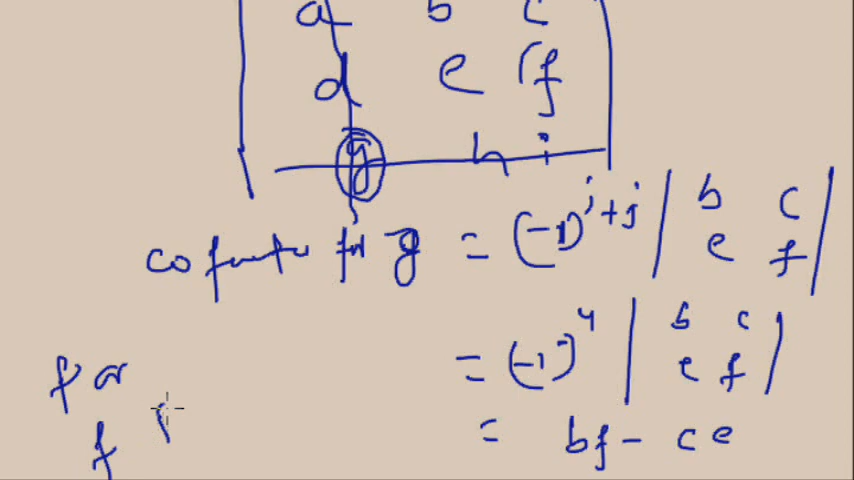 a b c
d e f
g h i
cofactor for g = (-1)^{i+j} | b c
e f |
= (-1)^4 | b c
e f |
= bf - ce
for
f